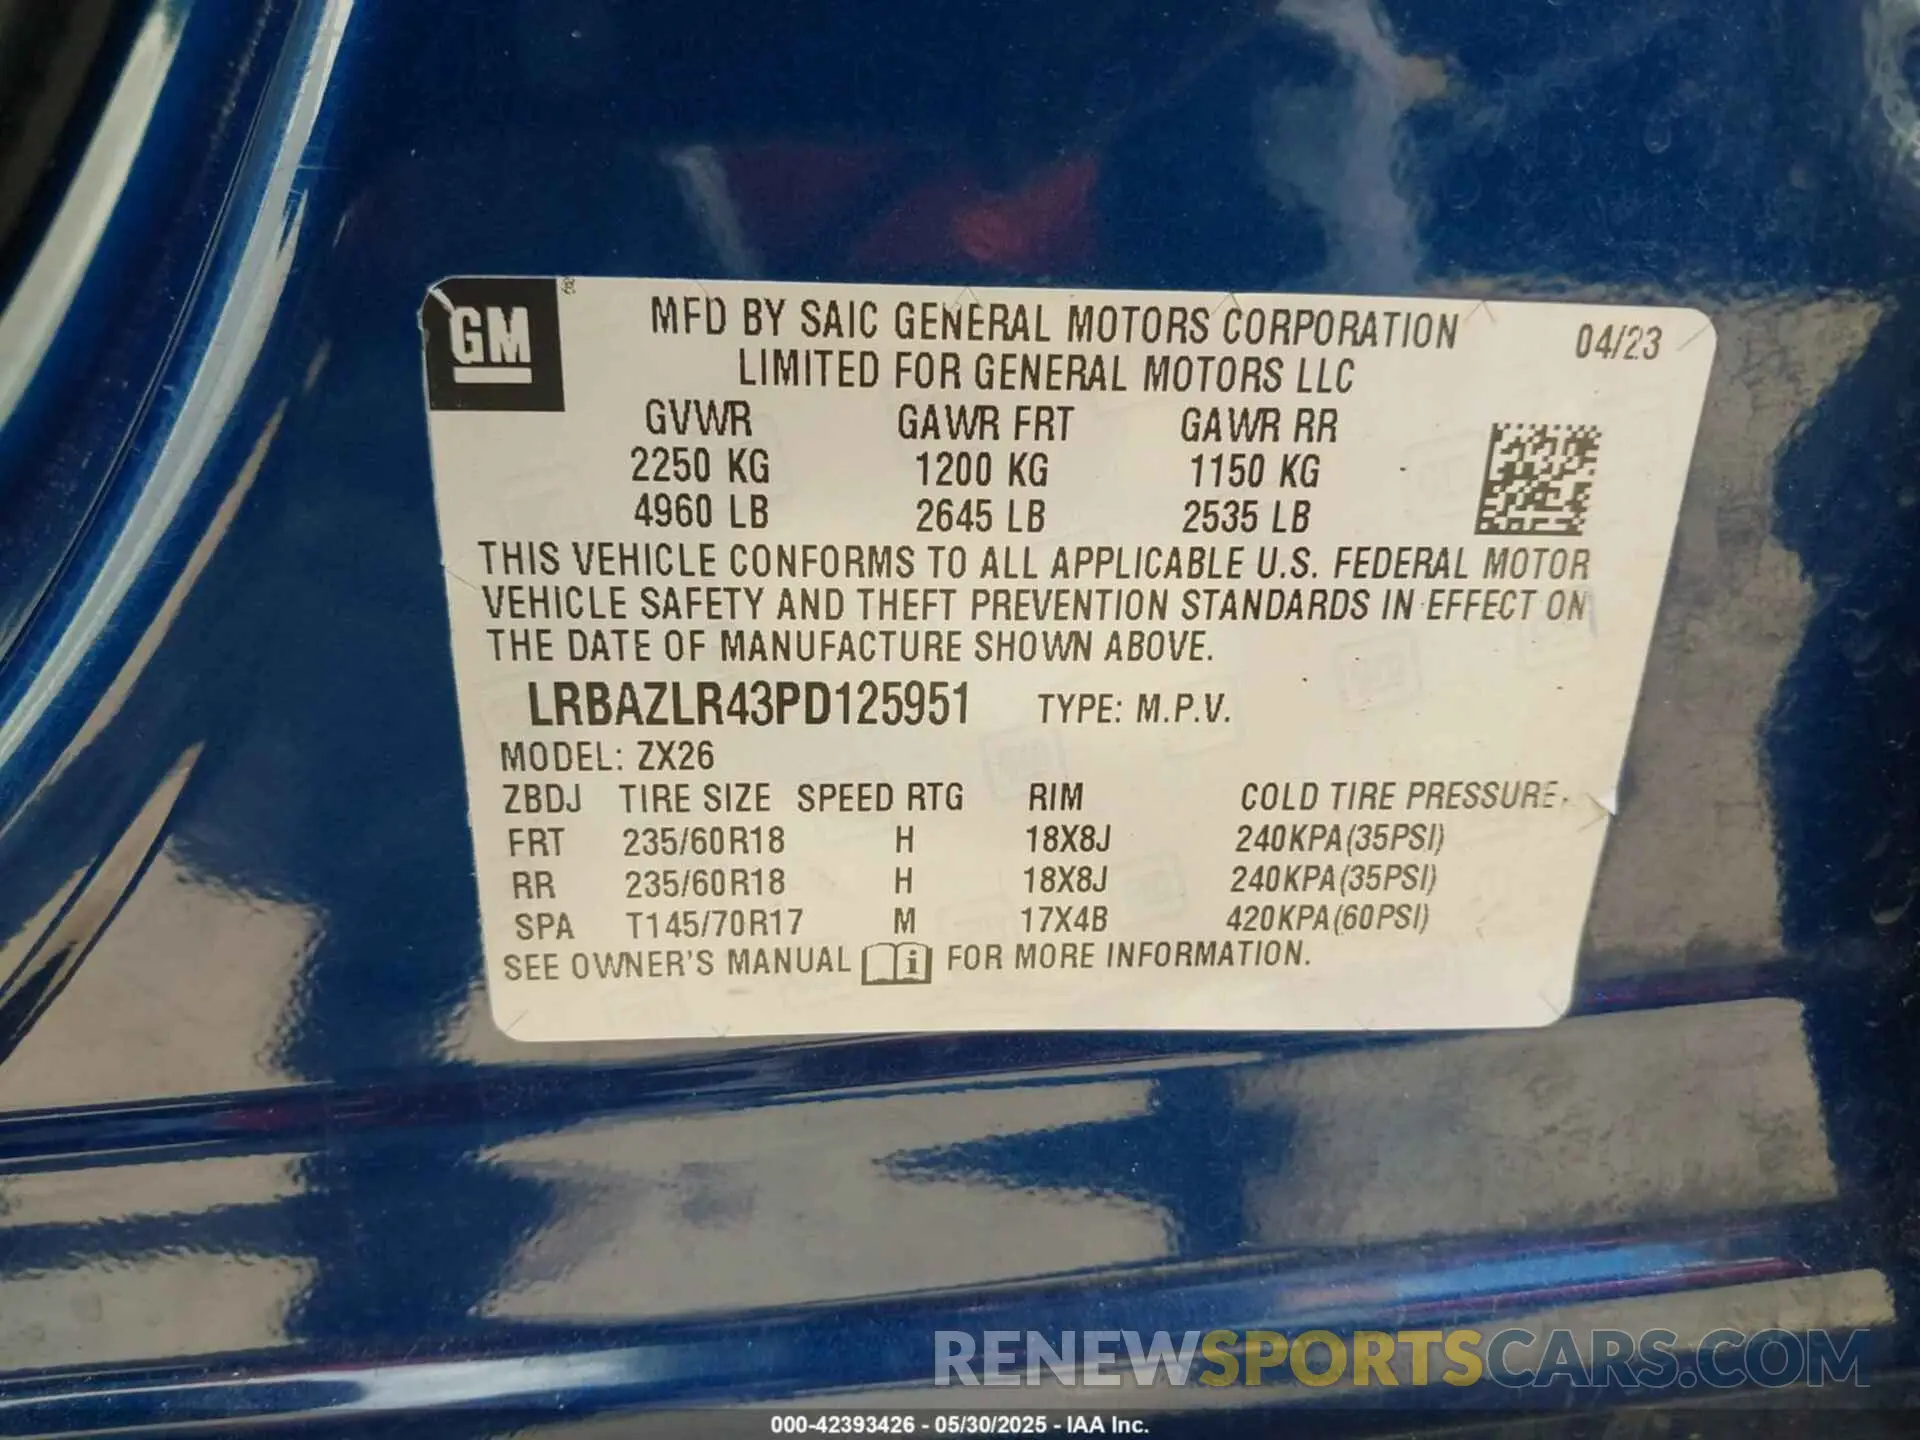 GM
MFD BY SAIC GENERAL MOTORS CORPORATION
LIMITED FOR GENERAL MOTORS LLC
04/23
GVWR GAWR FRT GAWR RR
2250 KG 1200 KG 1150 KG
4960 LB 2645 LB 2535 LB
THIS VEHICLE CONFORMS TO ALL APPLICABLE U.S. FEDERAL MOTOR
VEHICLE SAFETY AND THEFT PREVENTION STANDARDS IN EFFECT ON
THE DATE OF MANUFACTURE SHOWN ABOVE.
LRBAZLR43PD125951 TYPE: M.P.V.
MODEL: ZX26
ZBDJ TIRE SIZE SPEED RTG RIM COLD TIRE PRESSURE
FRT 235/60R18 H 18X8J 240KPA(35PSI)
RR 235/60R18 H 18X8J 240KPA(35PSI)
SPA T145/70R17 M 17X4B 420KPA(60PSI)
SEE OWNER'S MANUAL i FOR MORE INFORMATION.
RENEWSPORTSCARS.COM
000-42393426 - 05/30/2025 - IAA Inc.